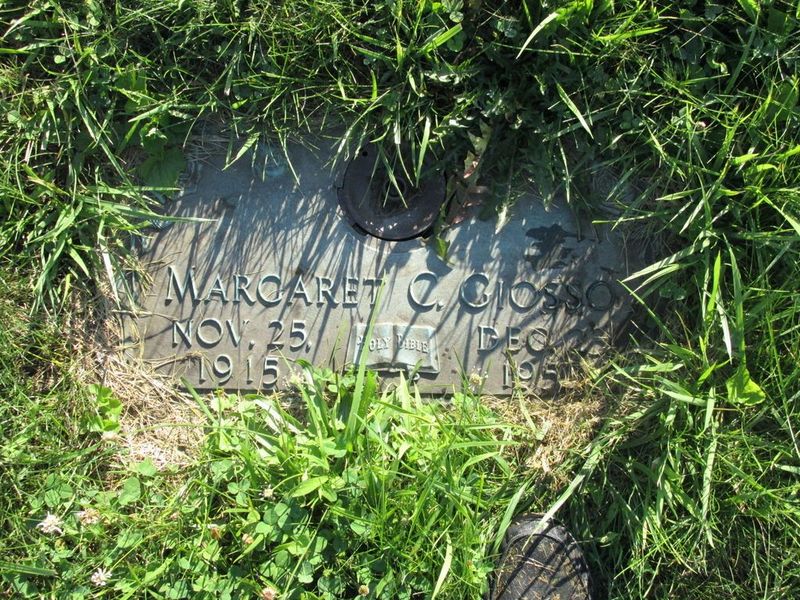 MARGARET C. GIOSSO
NOV. 25,
1915
HOLY BIBLE
DEC.